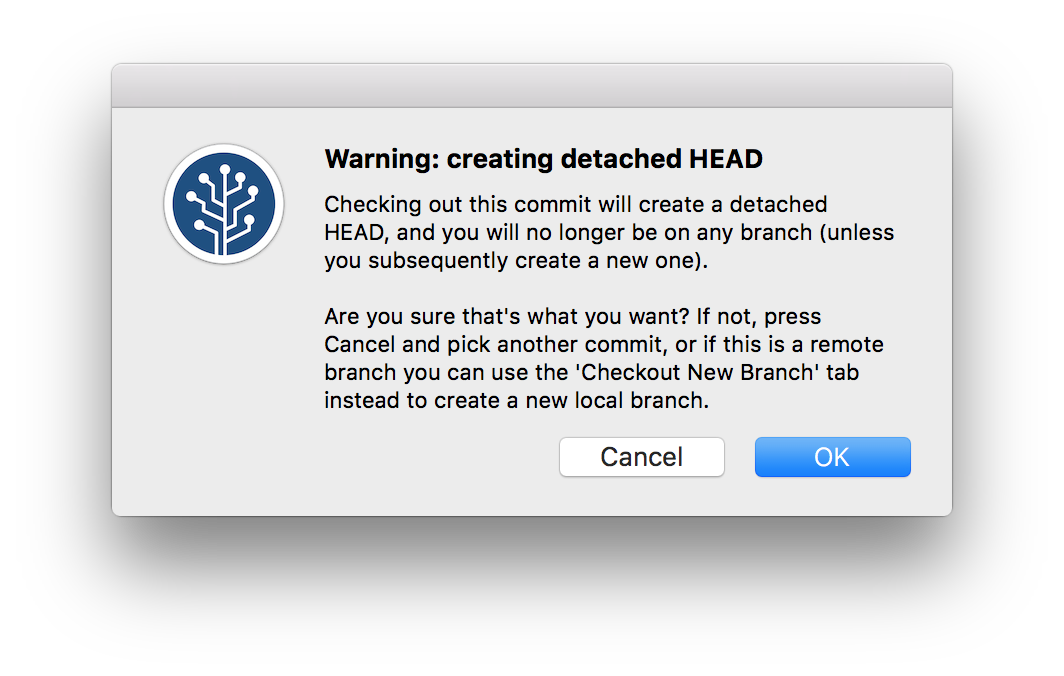 Warning: creating detached HEAD
Checking out this commit will create a detached
HEAD, and you will no longer be on any branch (unless
you subsequently create a new one).
Are you sure that's what you want? If not, press
Cancel and pick another commit, or if this is a remote
branch you can use the 'Checkout New Branch' tab
instead to create a new local branch.
Cancel
OK